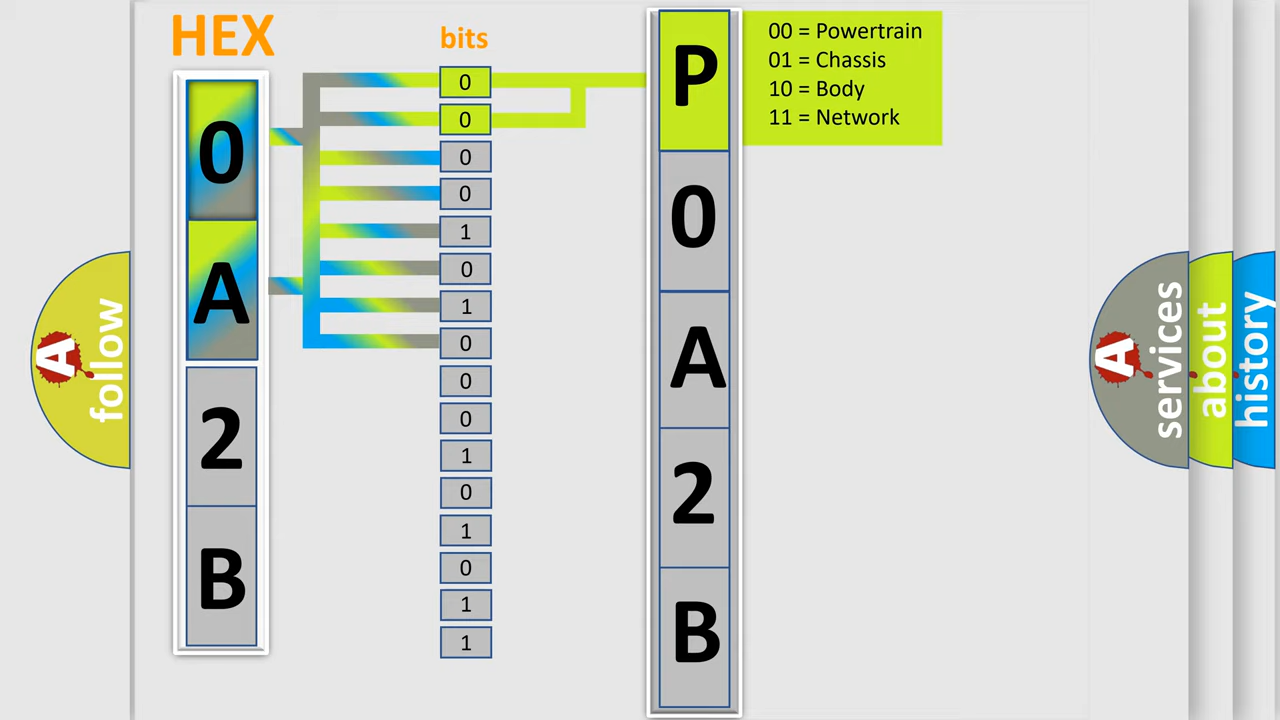 HEX
bits
0
A
2
B
0
0
0
0
1
0
1
0
0
0
1
0
1
0
1
1
P
0
A
2
B
00 = Powertrain
01 = Chassis
10 = Body
11 = Network
A
follow
A
services
about
history